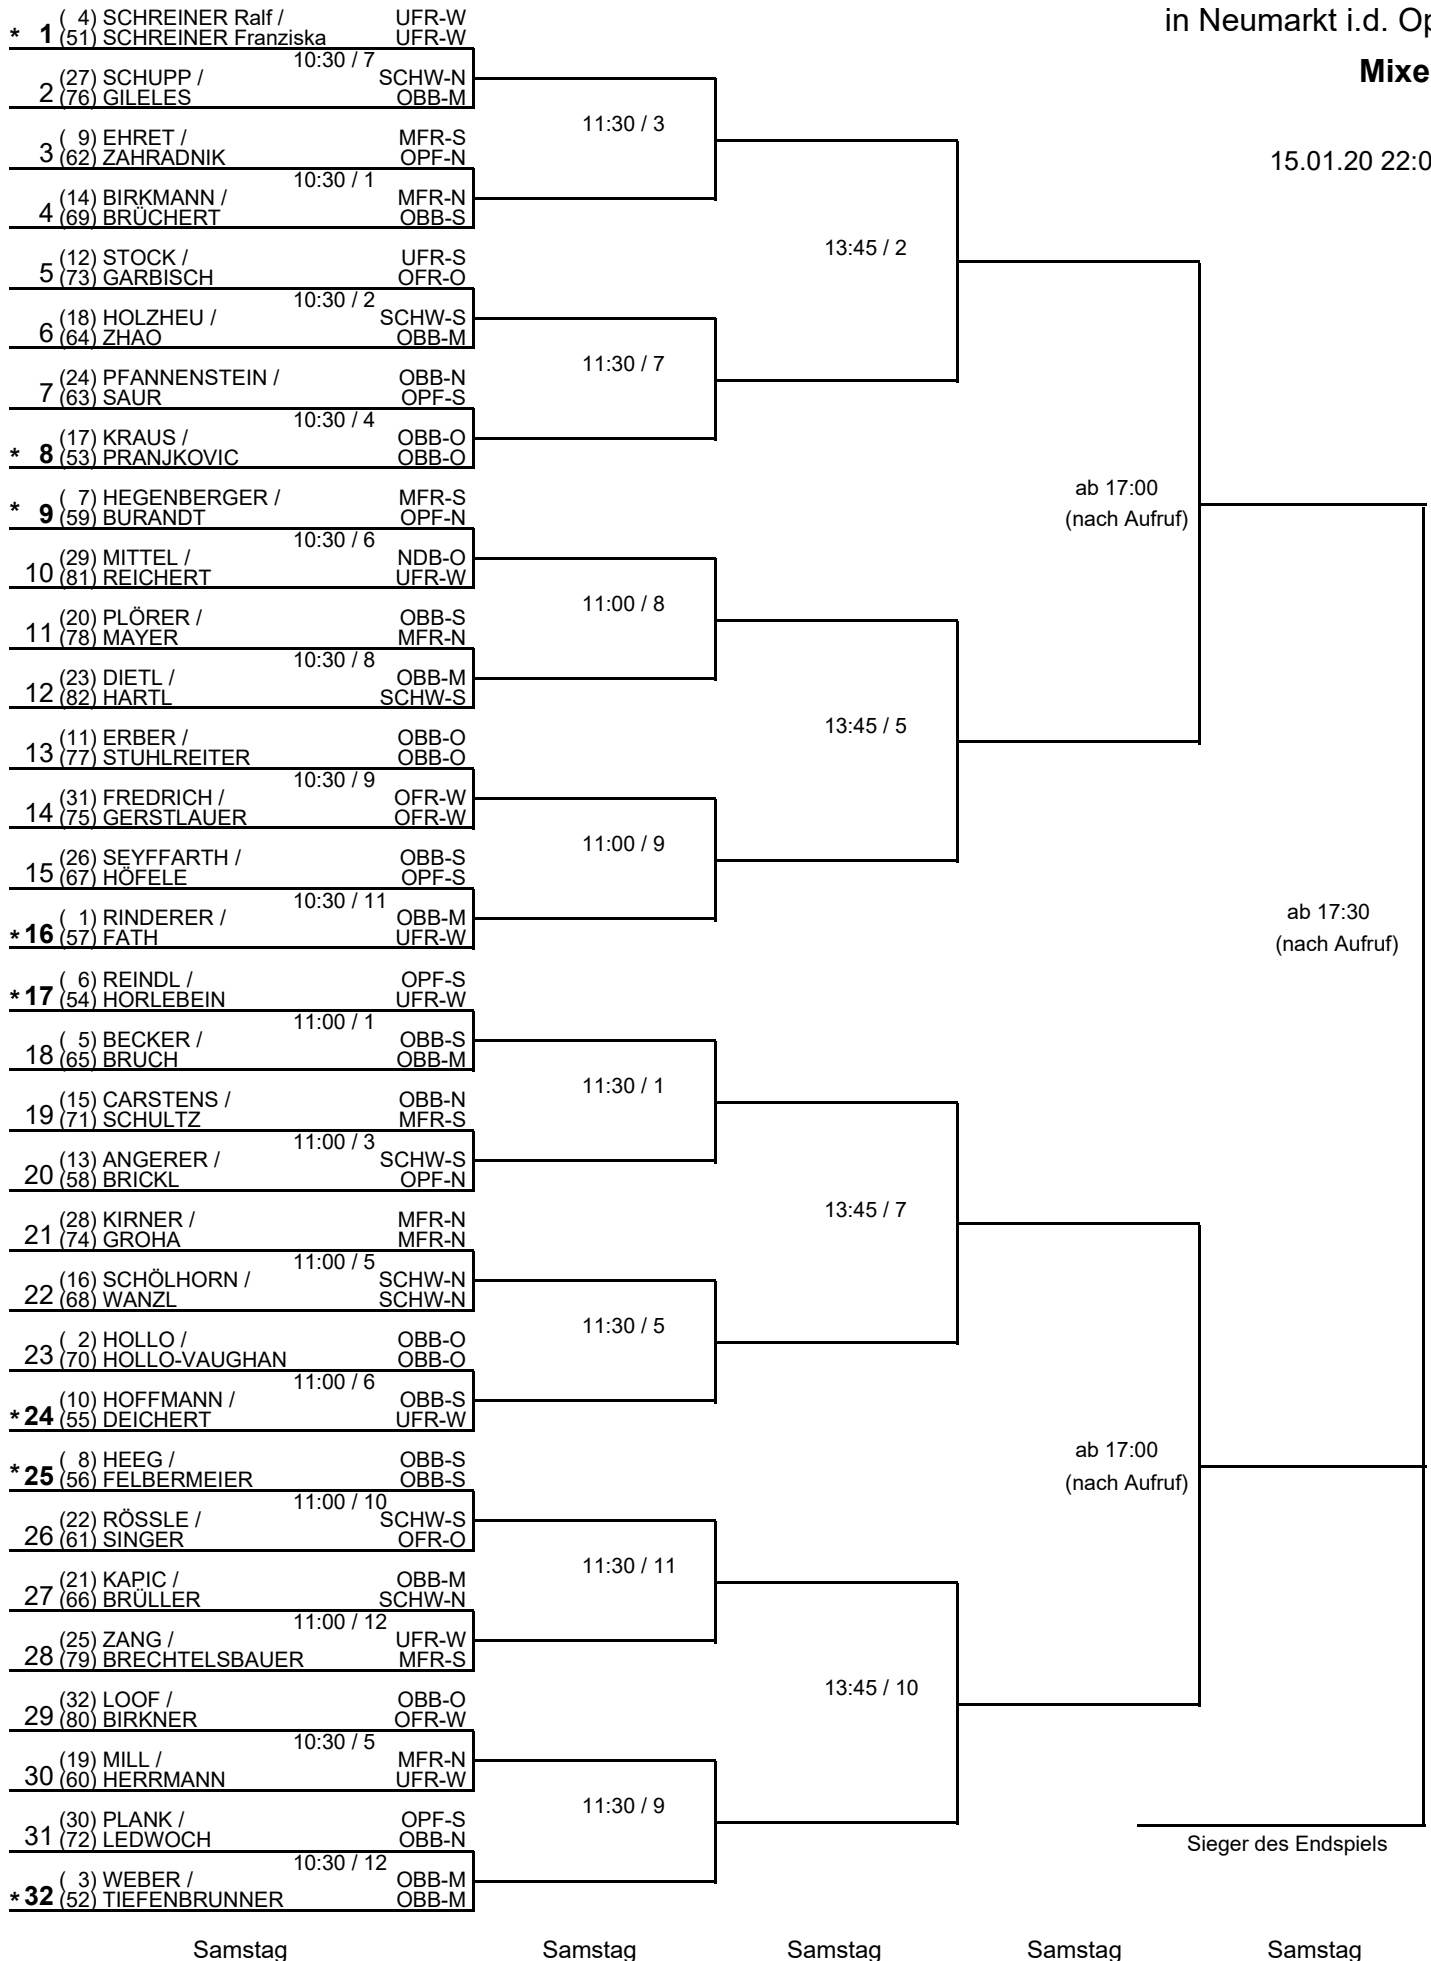 in Neumarkt i.d. Op
Mixe
15.01.20 22:0
( 4) SCHREINER Ralf / UFR-W
* 1 (51) SCHREINER Franziska UFR-W
10:30 / 7
(27) SCHUPP / SCHW-N
2 (76) GILELES OBB-M
11:30 / 3
( 9) EHRET / MFR-S
3 (62) ZAHRADNIK OPF-N
10:30 / 1
(14) BIRKMANN / MFR-N
4 (69) BRÜCHERT OBB-S
13:45 / 2
(12) STOCK / UFR-S
5 (73) GARBISCH OFR-O
10:30 / 2
(18) HOLZHEU / SCHW-S
6 (64) ZHAO OBB-M
11:30 / 7
(24) PFANNENSTEIN / OBB-N
7 (63) SAUR OPF-S
10:30 / 4
(17) KRAUS / OBB-O
* 8 (53) PRANJKOVIC OBB-O
ab 17:00
(nach Aufruf)
( 7) HEGENBERGER / MFR-S
* 9 (59) BURANDT OPF-N
10:30 / 6
(29) MITTEL / NDB-O
10 (81) REICHERT UFR-W
11:00 / 8
(20) PLÖRER / OBB-S
11 (78) MAYER MFR-N
10:30 / 8
(23) DIETL / OBB-M
12 (82) HARTL SCHW-S
13:45 / 5
(11) ERBER / OBB-O
13 (77) STUHLREITER OBB-O
10:30 / 9
(31) FREDRICH / OFR-W
14 (75) GERSTLAUER OFR-W
11:00 / 9
(26) SEYFFARTH / OBB-S
15 (67) HÖFELE OPF-S
10:30 / 11
( 1) RINDERER / OBB-M
* 16 (57) FATH UFR-W
ab 17:30
(nach Aufruf)
( 6) REINDL / OPF-S
* 17 (54) HORLEBEIN UFR-W
11:00 / 1
( 5) BECKER / OBB-S
18 (65) BRUCH OBB-M
11:30 / 1
(15) CARSTENS / OBB-N
19 (71) SCHULTZ MFR-S
11:00 / 3
(13) ANGERER / SCHW-S
20 (58) BRICKL OPF-N
13:45 / 7
(28) KIRNER / MFR-N
21 (74) GROHA MFR-N
11:00 / 5
(16) SCHÖLHORN / SCHW-N
22 (68) WANZL SCHW-N
11:30 / 5
( 2) HOLLO / OBB-O
23 (70) HOLLO-VAUGHAN OBB-O
11:00 / 6
(10) HOFFMANN / OBB-S
* 24 (55) DEICHERT UFR-W
ab 17:00
(nach Aufruf)
( 8) HEEG / OBB-S
* 25 (56) FELBERMEIER OBB-S
11:00 / 10
(22) RÖSSLE / SCHW-S
26 (61) SINGER OFR-O
11:30 / 11
(21) KAPIC / OBB-M
27 (66) BRÜLLER SCHW-N
11:00 / 12
(25) ZANG / UFR-W
28 (79) BRECHTELSBAUER MFR-S
13:45 / 10
(32) LOOF / OBB-O
29 (80) BIRKNER OFR-W
10:30 / 5
(19) MILL / MFR-N
30 (60) HERRMANN UFR-W
11:30 / 9
(30) PLANK / OPF-S
31 (72) LEDWOCH OBB-N
Sieger des Endspiels
10:30 / 12
( 3) WEBER / OBB-M
* 32 (52) TIEFENBRUNNER OBB-M
Samstag Samstag Samstag Samstag Samstag